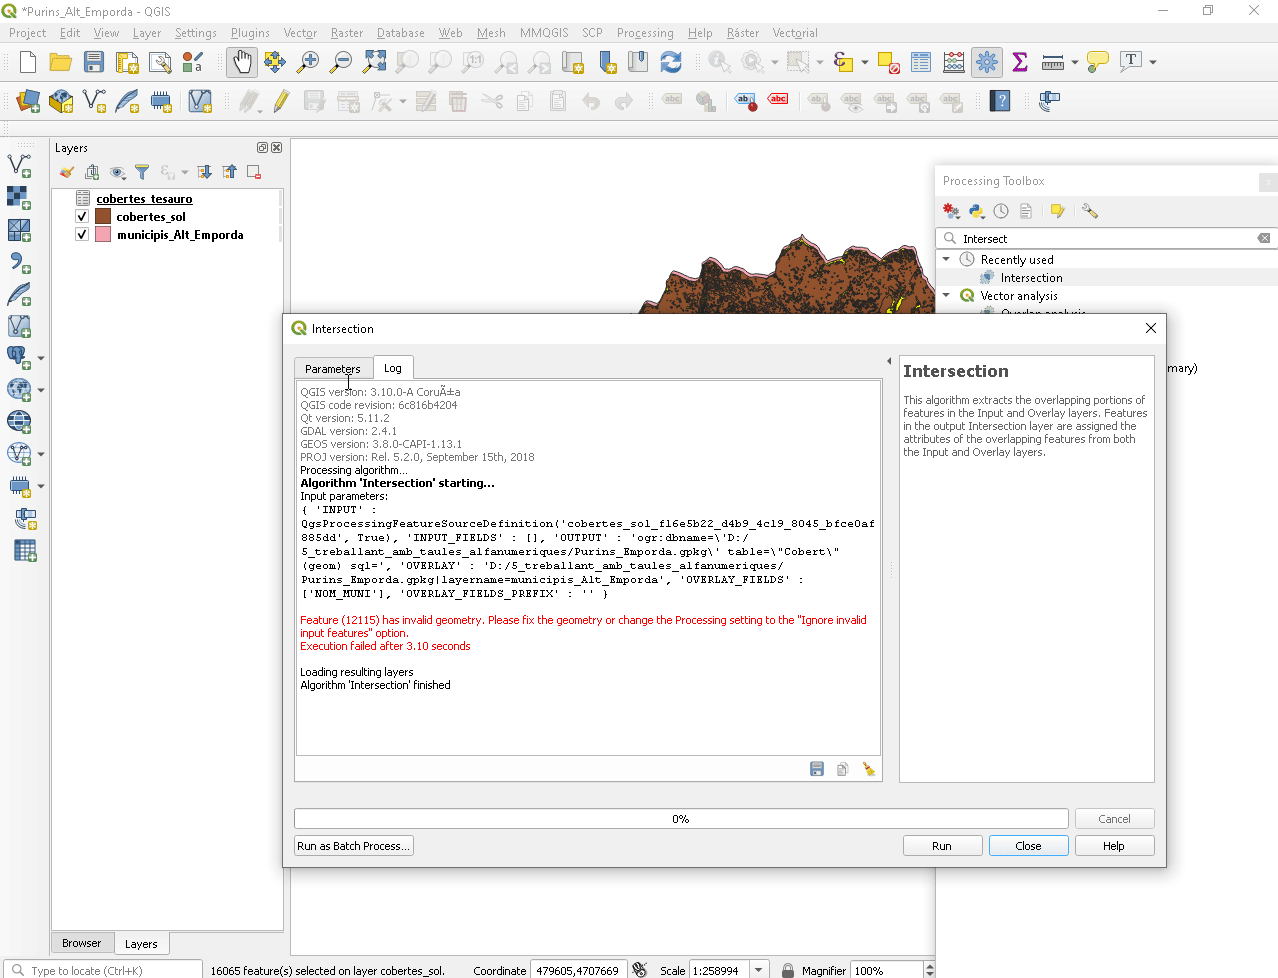 *Purins_Alt_Emporda - QGIS
Project Edit View Layer Settings Plugins Vector Raster Database Web Mesh MMQGIS SCP Processing Help Ràster Vectorial
Layers
cobertes_tesauro
cobertes_sol
municipis_Alt_Emporda
Processing Toolbox
Intersect
Recently used
Intersection
Vector analysis
Overlap analysis
mary)
Intersection
Parameters Log
QGIS version: 3.10.0-A CoruÃ±a
QGIS code revision: 6c816b4204
Qt version: 5.11.2
GDAL version: 2.4.1
GEOS version: 3.8.0-CAPI-1.13.1
PROJ version: Rel. 5.2.0, September 15th, 2018
Processing algorithm...
Algorithm 'Intersection' starting...
Input parameters:
{ 'INPUT' :
QgsProcessingFeatureSourceDefinition('cobertes_sol_f16e5b22_d4b9_4c19_8045_bfce0af
885dd', True), 'INPUT_FIELDS' : [], 'OUTPUT' : 'ogr:dbname=\'D:/
5_treballant_amb_taules_alfanumeriques/Purins_Emporda.gpkg\' table=\"Cobert\"
(geom) sql=', 'OVERLAY' : 'D:/5_treballant_amb_taules_alfanumeriques/
Purins_Emporda.gpkg|layername=municipis_Alt_Emporda', 'OVERLAY_FIELDS' :
['NOM_MUNI'], 'OVERLAY_FIELDS_PREFIX' : '' }
Feature (12115) has invalid geometry. Please fix the geometry or change the Processing setting to the "Ignore invalid
input features" option.
Execution failed after 3.10 seconds
Loading resulting layers
Algorithm 'Intersection' finished
Intersection
This algorithm extracts the overlapping portions of
features in the Input and Overlay layers. Features
in the output Intersection layer are assigned the
attributes of the overlapping features from both
the Input and Overlay layers.
0%
Cancel
Run as Batch Process...
Run
Close
Help
Browser Layers
Type to locate (Ctrl+K)
16065 feature(s) selected on layer cobertes_sol.
Coordinate 479605,4707669
Scale 1:258994
Magnifier 100%